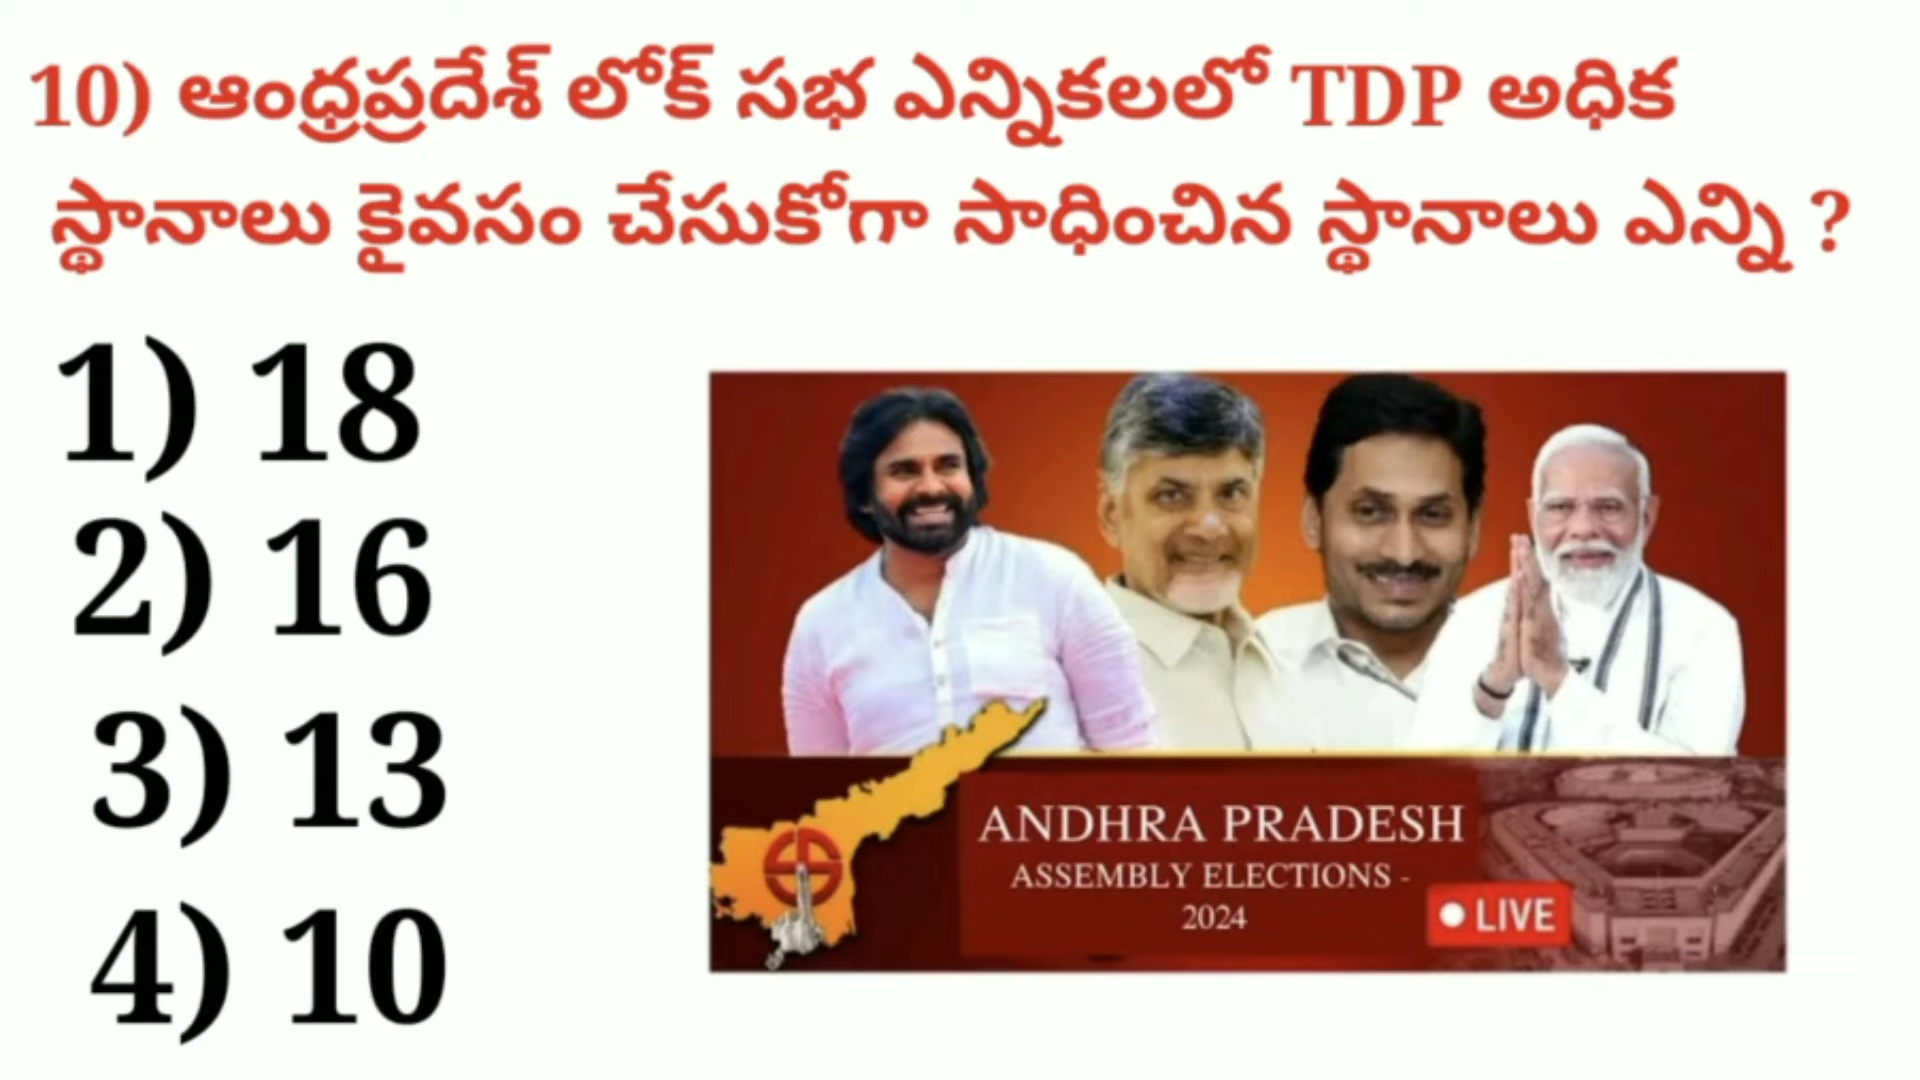 10) ఆంధ్రప్రదేశ్ లోక్ సభ ఎన్నికలలో TDP అధిక
స్థానాలు కైవసం చేసుకోగా సాధించిన స్థానాలు ఎన్ని ?
1) 18
2) 16
3) 13
4) 10
ANDHRA PRADESH
ASSEMBLY ELECTIONS -
2024
LIVE